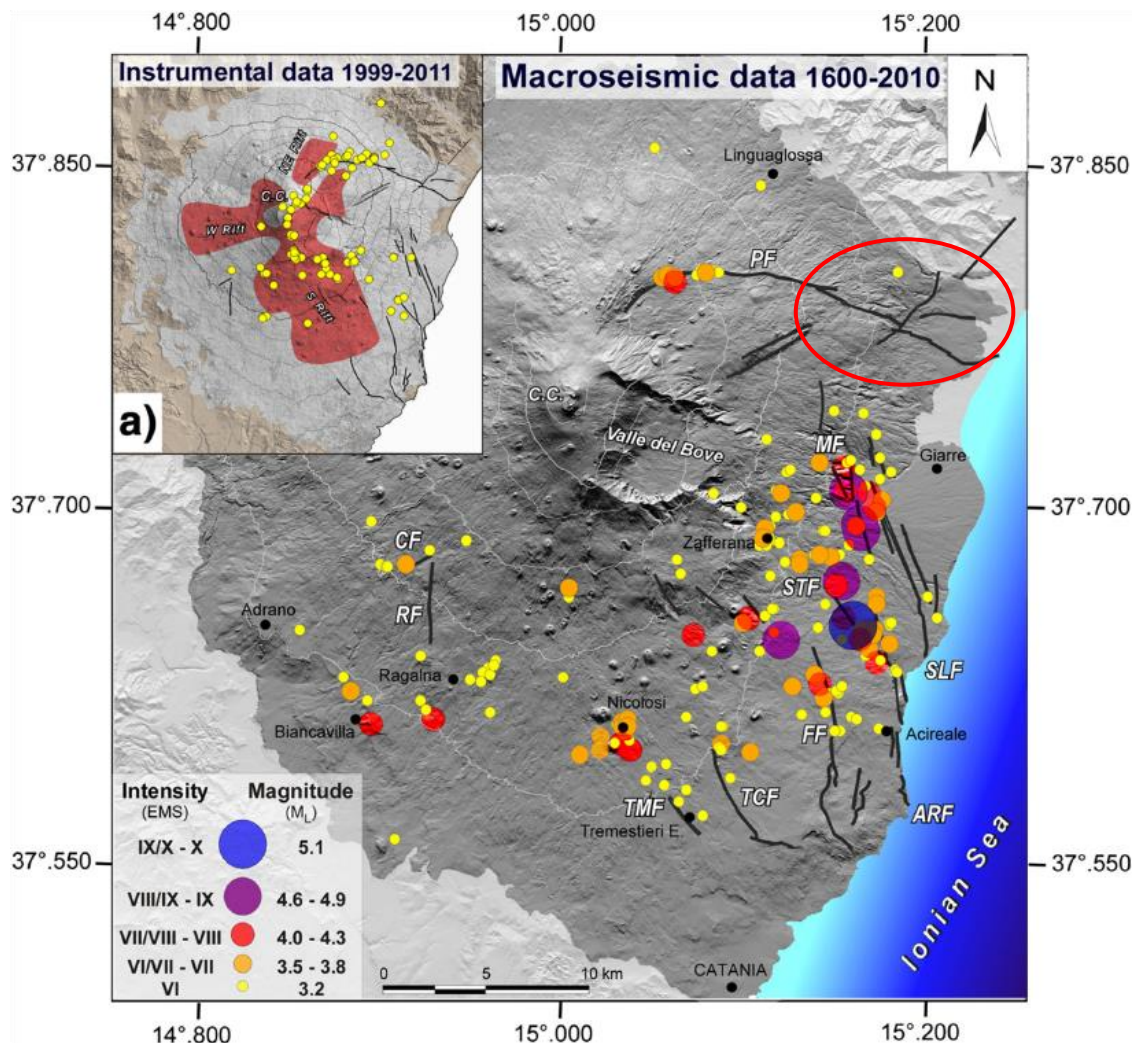 14°.800 15°.000 15°.200
Instrumental data 1999-2011
Macroseismic data 1600-2010
N
37°.850
37°.850
NE Rift
C.C.
W Rift
S Rift
a)
Linguaglossa
PF
C.C.
Valle del Bove
MF
Giarre
37°.700
37°.700
Zafferana
CF
STF
RF
Adrano
SLF
Ragalna
Nicolosi
Biancavilla
FF
Acireale
TMF
TCF
ARF
Tremestieri E.
37°.550
37°.550
Ionian Sea
CATANIA
Intensity Magnitude
(EMS) (ML)
IX/X - X 5.1
VIII/IX - IX 4.6 - 4.9
VII/VIII - VIII 4.0 - 4.3
VI/VII - VII 3.5 - 3.8
VI 3.2
0 5 10 km
14°.800 15°.000 15°.200